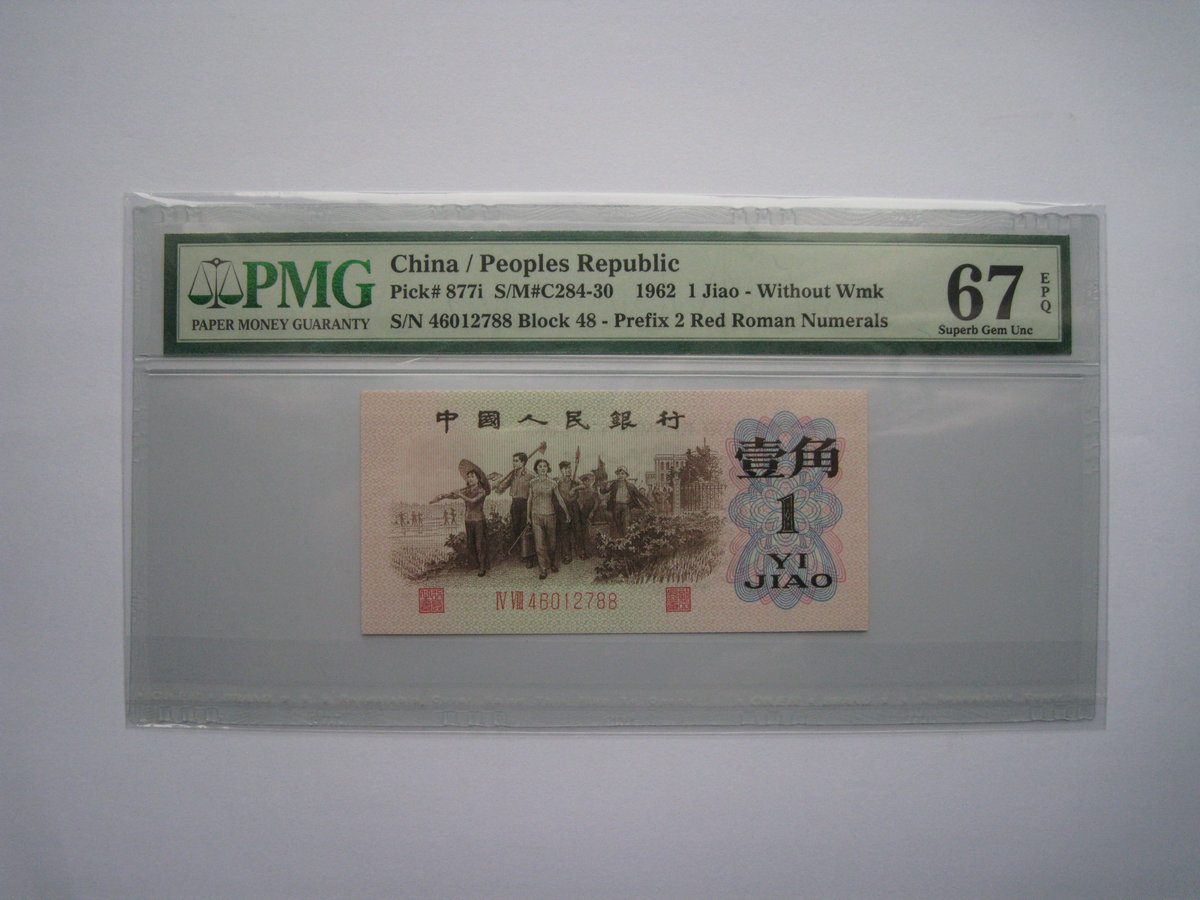 PMG
PAPER MONEY GUARANTY
China / Peoples Republic
Pick# 877i S/M#C284-30 1962 1 Jiao - Without Wmk
S/N 46012788 Block 48 - Prefix 2 Red Roman Numerals
67
EPQ
Superb Gem Unc
中國人民銀行
壹角
1
YI
JIAO
IV VIII 46012788